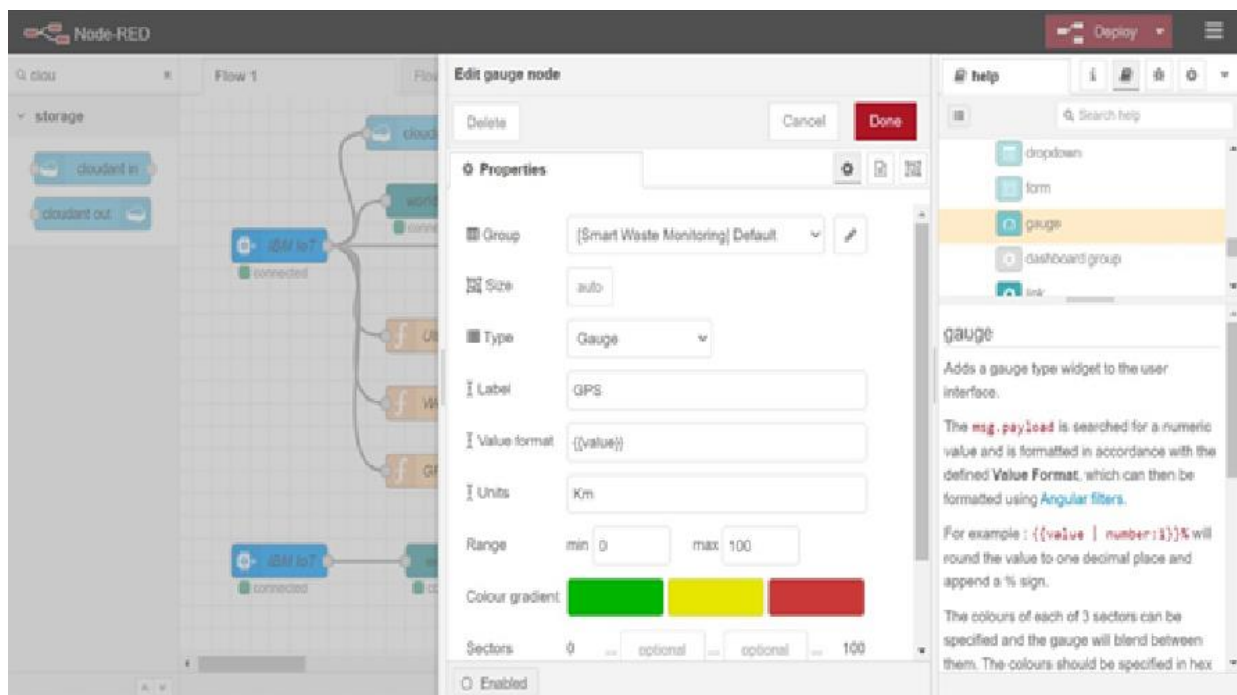 Node-RED
Deploy
clou
Flow 1
Flow
storage
cloudant in
cloudant out
IBM IoT
connected
IBM IoT
connected
Edit gauge node
Delete
Cancel
Done
Properties
Group
[Smart Waste Monitoring] Default
Size
auto
Type
Gauge
Label
GPS
Value format
{{value}}
Units
Km
Range
min 0
max 100
Colour gradient
Sectors
0 ... optional ... optional ... 100
Enabled
help
i
Search help
dropdown
form
gauge
dashboard group
link
gauge
Adds a gauge type widget to the user
interface.
The msg.payload is searched for a numeric
value and is formatted in accordance with the
defined Value Format, which can then be
formatted using Angular filters.
For example : {{value | number:1}}% will
round the value to one decimal place and
append a % sign.
The colours of each of 3 sectors can be
specified and the gauge will blend between
them. The colours should be specified in hex